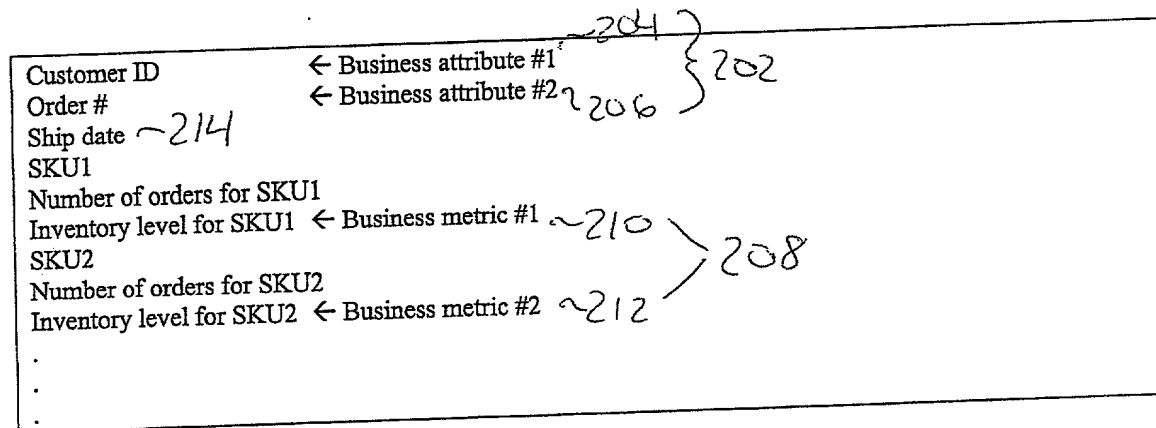 Customer ID ← Business attribute #1 ~204
Order # ← Business attribute #2 ~206 } 202
Ship date ~214
SKU1
Number of orders for SKU1
Inventory level for SKU1 ← Business metric #1 ~210
SKU2
208
Number of orders for SKU2
Inventory level for SKU2 ← Business metric #2 ~212
.
.
.